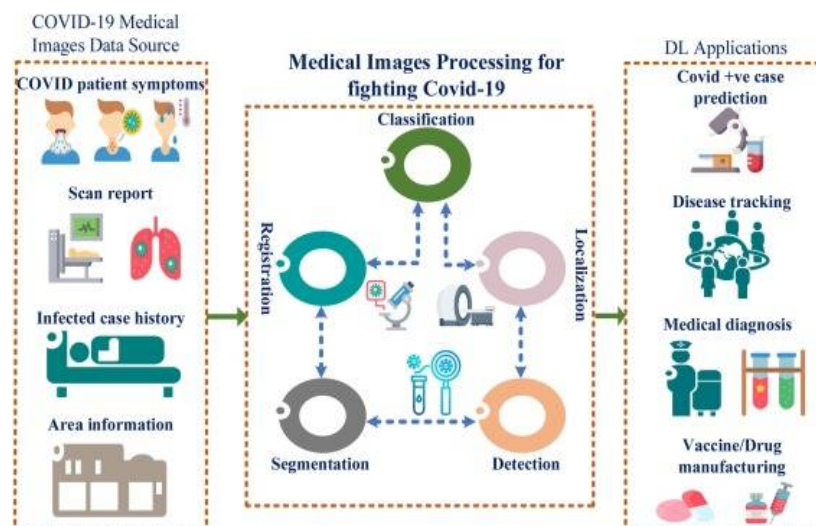 COVID-19 Medical
Images Data Source
COVID patient symptoms
Scan report
Infected case history
Area information
Medical Images Processing for
fighting Covid-19
Classification
Registration
Localization
Segmentation
Detection
DL Applications
Covid +ve case
prediction
Disease tracking
Medical diagnosis
Vaccine/Drug
manufacturing